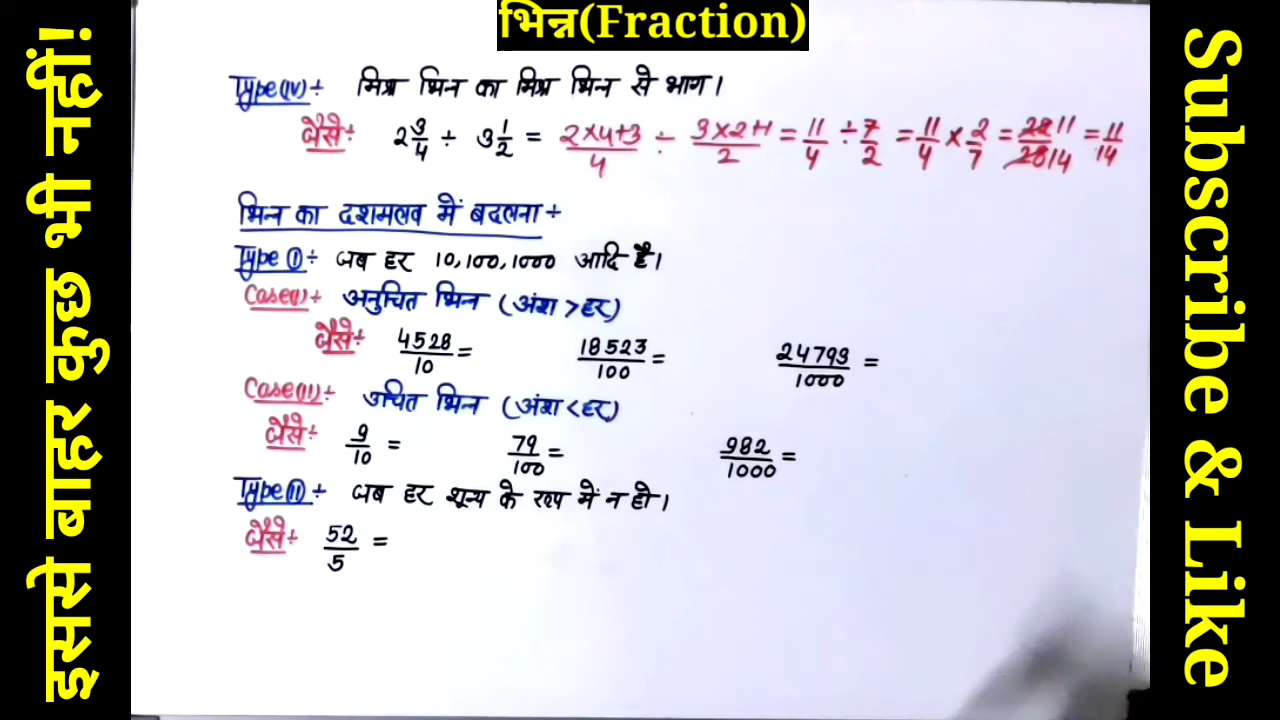 भिन्न(Fraction)
इससे बाहर कुछ भी नहीं!
Type(IV)÷ मिश्र भिन्न का मिश्र भिन्न से भाग।
जैसे÷ 2 3/4 ÷ 3 1/2 = 2×4+3/4 ÷ 3×2+1/2 = 11/4 ÷ 7/2 = 11/4 × 2/7 = 22/28 11/14 = 11/14
भिन्न का दशमलव में बदलना÷
Type(I)÷ जब हर 10,100,1000 आदि है।
Case(I)÷ अनुचित भिन्न (अंश > हर)
जैसे÷ 4528/10 = 18523/100 = 24793/1000 =
Case(II)÷ उचित भिन्न (अंश < हर)
जैसे÷ 9/10 = 79/100 = 982/1000 =
Type(II)÷ जब हर शून्य के रूप में न हो।
जैसे÷ 52/5 =
Subscribe & Like